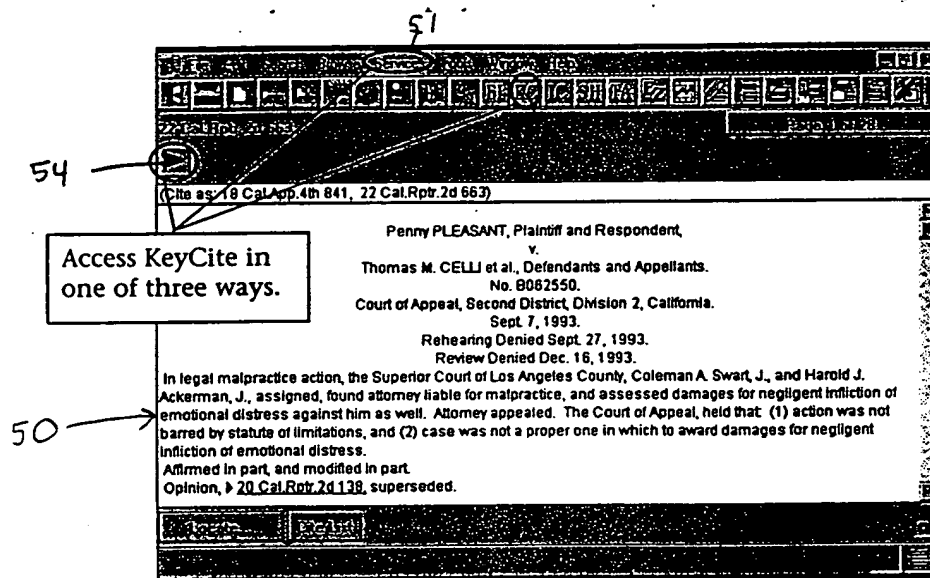 51
Services
KC
54
(Cite as: 18 Cal.App.4th 841, 22 Cal.Rptr.2d 663)
Access KeyCite in
one of three ways.
Penny PLEASANT, Plaintiff and Respondent,
v.
Thomas M. CELLI et al., Defendants and Appellants.
No. B062550.
Court of Appeal, Second District, Division 2, California.
Sept. 7, 1993.
Rehearing Denied Sept. 27, 1993.
Review Denied Dec. 16, 1993.
In legal malpractice action, the Superior Court of Los Angeles County, Coleman A. Swart, J., and Harold J.
Ackerman, J., assigned, found attorney liable for malpractice, and assessed damages for negligent infliction of
emotional distress against him as well. Attorney appealed. The Court of Appeal, held that: (1) action was not
50
barred by statute of limitations, and (2) case was not a proper one in which to award damages for negligent
infliction of emotional distress.
Affirmed in part, and modified in part.
Opinion, 20 Cal.Rptr.2d 138, superseded.